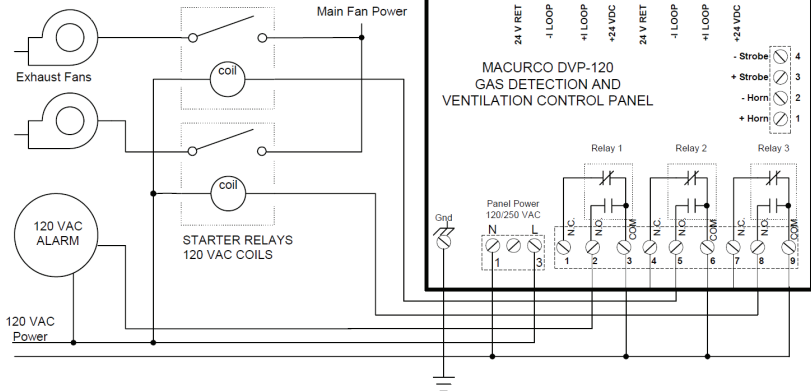 Main Fan Power
24 V RET
-I LOOP
+I LOOP
+24 VDC
24 V RET
-I LOOP
+I LOOP
+24 VDC
coil
Exhaust Fans
MACURCO DVP-120
GAS DETECTION AND
VENTILATION CONTROL PANEL
- Strobe 4
+ Strobe 3
- Horn 2
+ Horn 1
Relay 1
Relay 2
Relay 3
coil
120 VAC
ALARM
STARTER RELAYS
120 VAC COILS
Gnd
Panel Power
120/250 VAC
N L
1 3
N.C. N.O. COM N.C. N.O. COM N.C. N.O. COM
1 2 3 4 5 6 7 8 9
120 VAC
Power